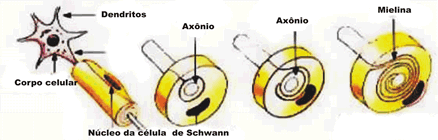 Dendritos
Axônio
Axônio
Mielina
Corpo celular
Núcleo da célula de Schwann